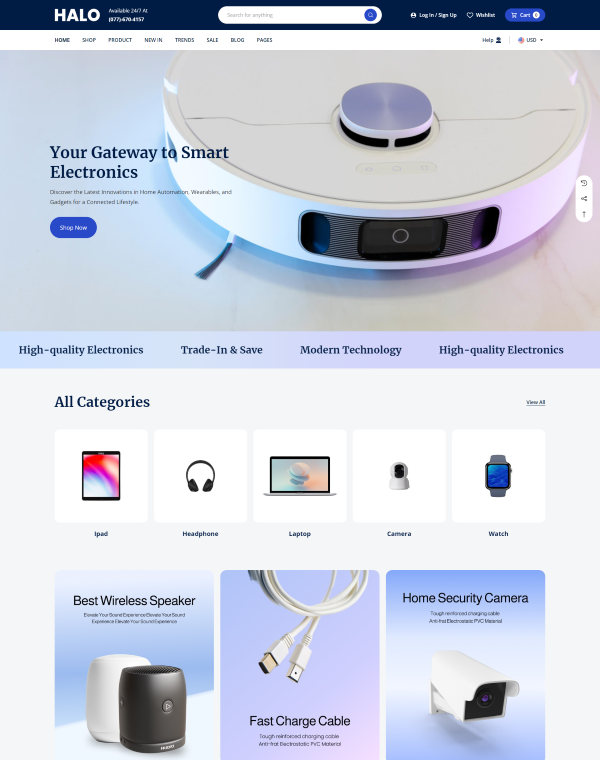 HALO
Available 24/7 At
(077)-670-4157
Search for anything
Log In / Sign Up
Wishlist
Cart 0
HOME SHOP PRODUCT NEW IN TRENDS SALE BLOG PAGES
Help
USD
Your Gateway to Smart
Electronics
Discover the Latest Innovations in Home Automation, Wearables, and
Gadgets for a Connected Lifestyle.
Shop Now
High-quality Electronics Trade-In & Save Modern Technology High-quality Electronics
All Categories
View All
Ipad
Headphone
Laptop
Camera
Watch
Best Wireless Speaker
Elevate Your Sound Experience Elevate Your Sound
Experience Elevate Your Sound Experience
Fast Charge Cable
Tough reinforced charging cable
Anti-frat Electrostatic PVC Material
Home Security Camera
Tough reinforced charging cable
Anti-frat Electrostatic PVC Material